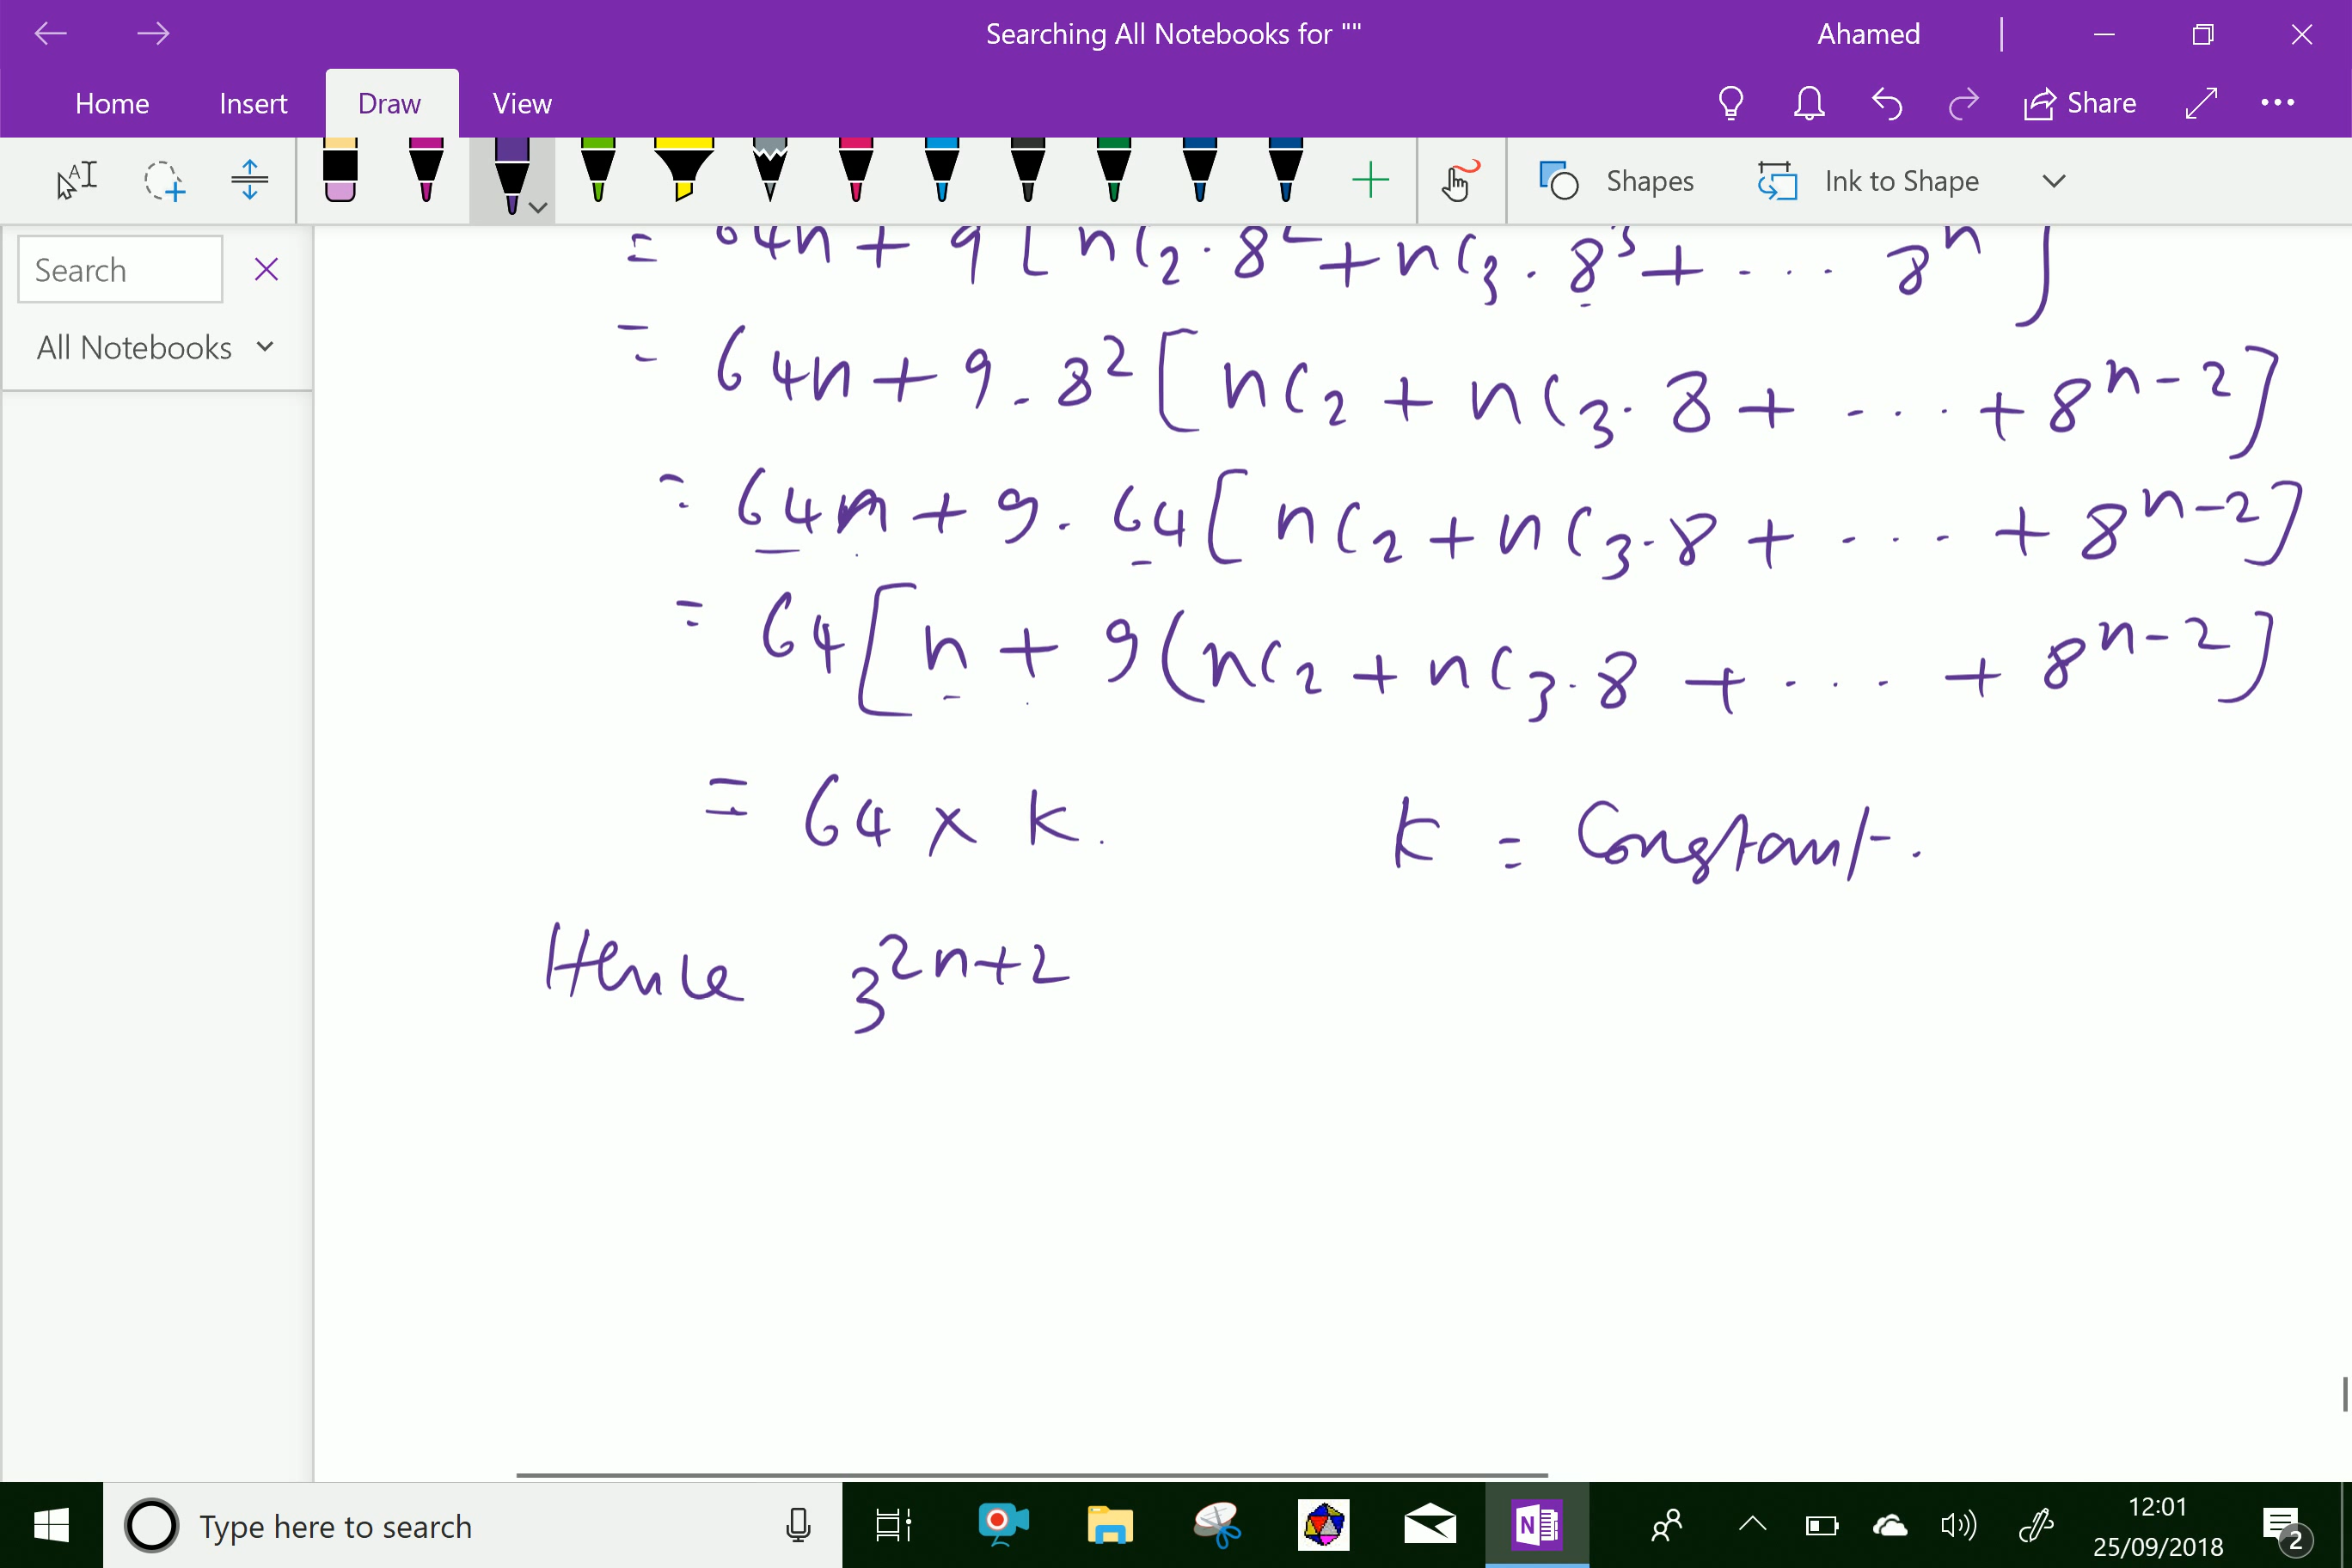 Searching All Notebooks for ""
Ahamed
Home Insert Draw View
Share
Shapes Ink to Shape
Search
All Notebooks
= 64n + 9 [ nC₂ · 8² + nC₃ · 8³ + · ... 8ⁿ ]
= 64n + 9 . 8² [ nC₂ + nC₃ · 8 + - ... + 8ⁿ⁻² ]
= 64n + 9 . 64 [ nC₂ + nC₃ · 8 + - ... + 8ⁿ⁻² ]
= 64 [ n + 9 ( nC₂ + nC₃ · 8 + - ... + 8ⁿ⁻² ]
= 64 × k. k = Constant.
Hence 3²ⁿ⁺²
Type here to search
12:01
25/09/2018
2